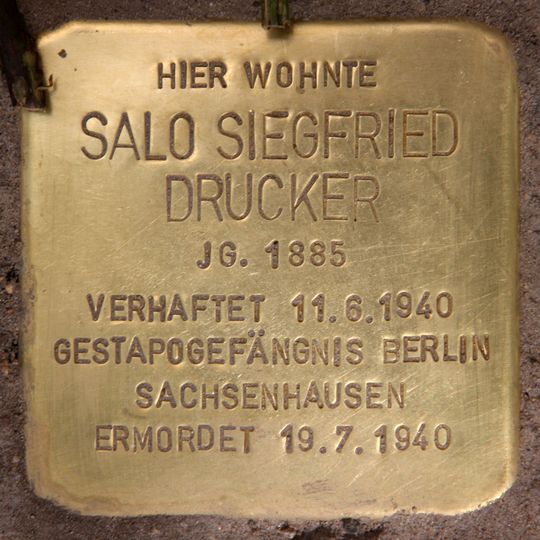 HIER WOHNTE
SALO SIEGFRIED
DRUCKER
JG. 1885
VERHAFTET 11.6.1940
GESTAPOGEFÄNGNIS BERLIN
SACHSENHAUSEN
ERMORDET 19.7.1940